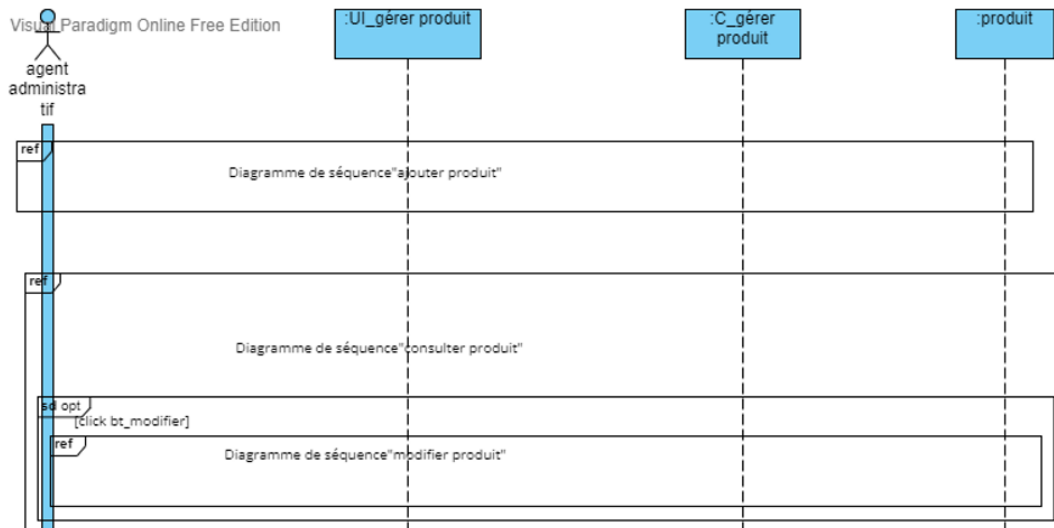 Visual Paradigm Online Free Edition
agent
administra
tif
:UI_gérer produit
:C_gérer
produit
:produit
ref
Diagramme de séquence"ajouter produit"
ref
Diagramme de séquence"consulter produit"
sd opt
[click bt_modifier]
ref
Diagramme de séquence"modifier produit"